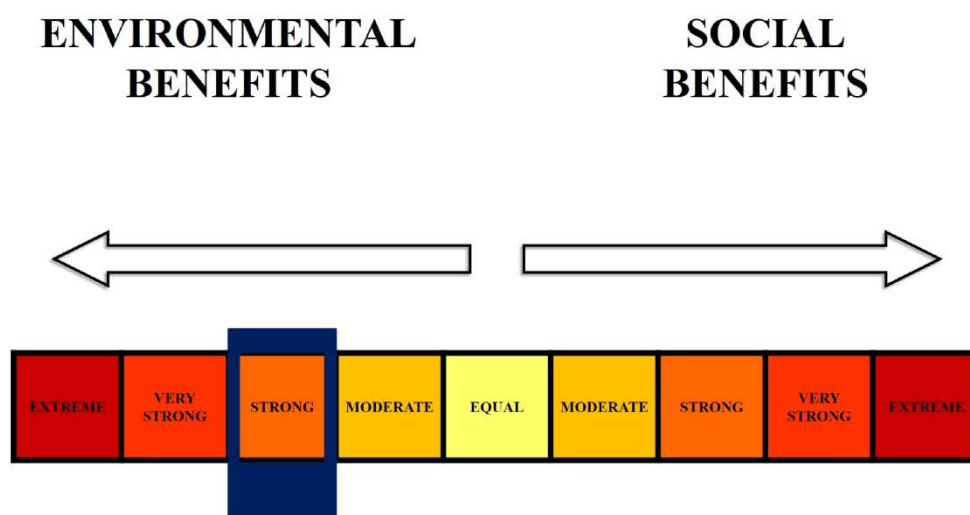 ENVIRONMENTAL
BENEFITS
SOCIAL
BENEFITS
EXTREME
VERY
STRONG
STRONG
MODERATE
EQUAL
MODERATE
STRONG
VERY
STRONG
EXTREME